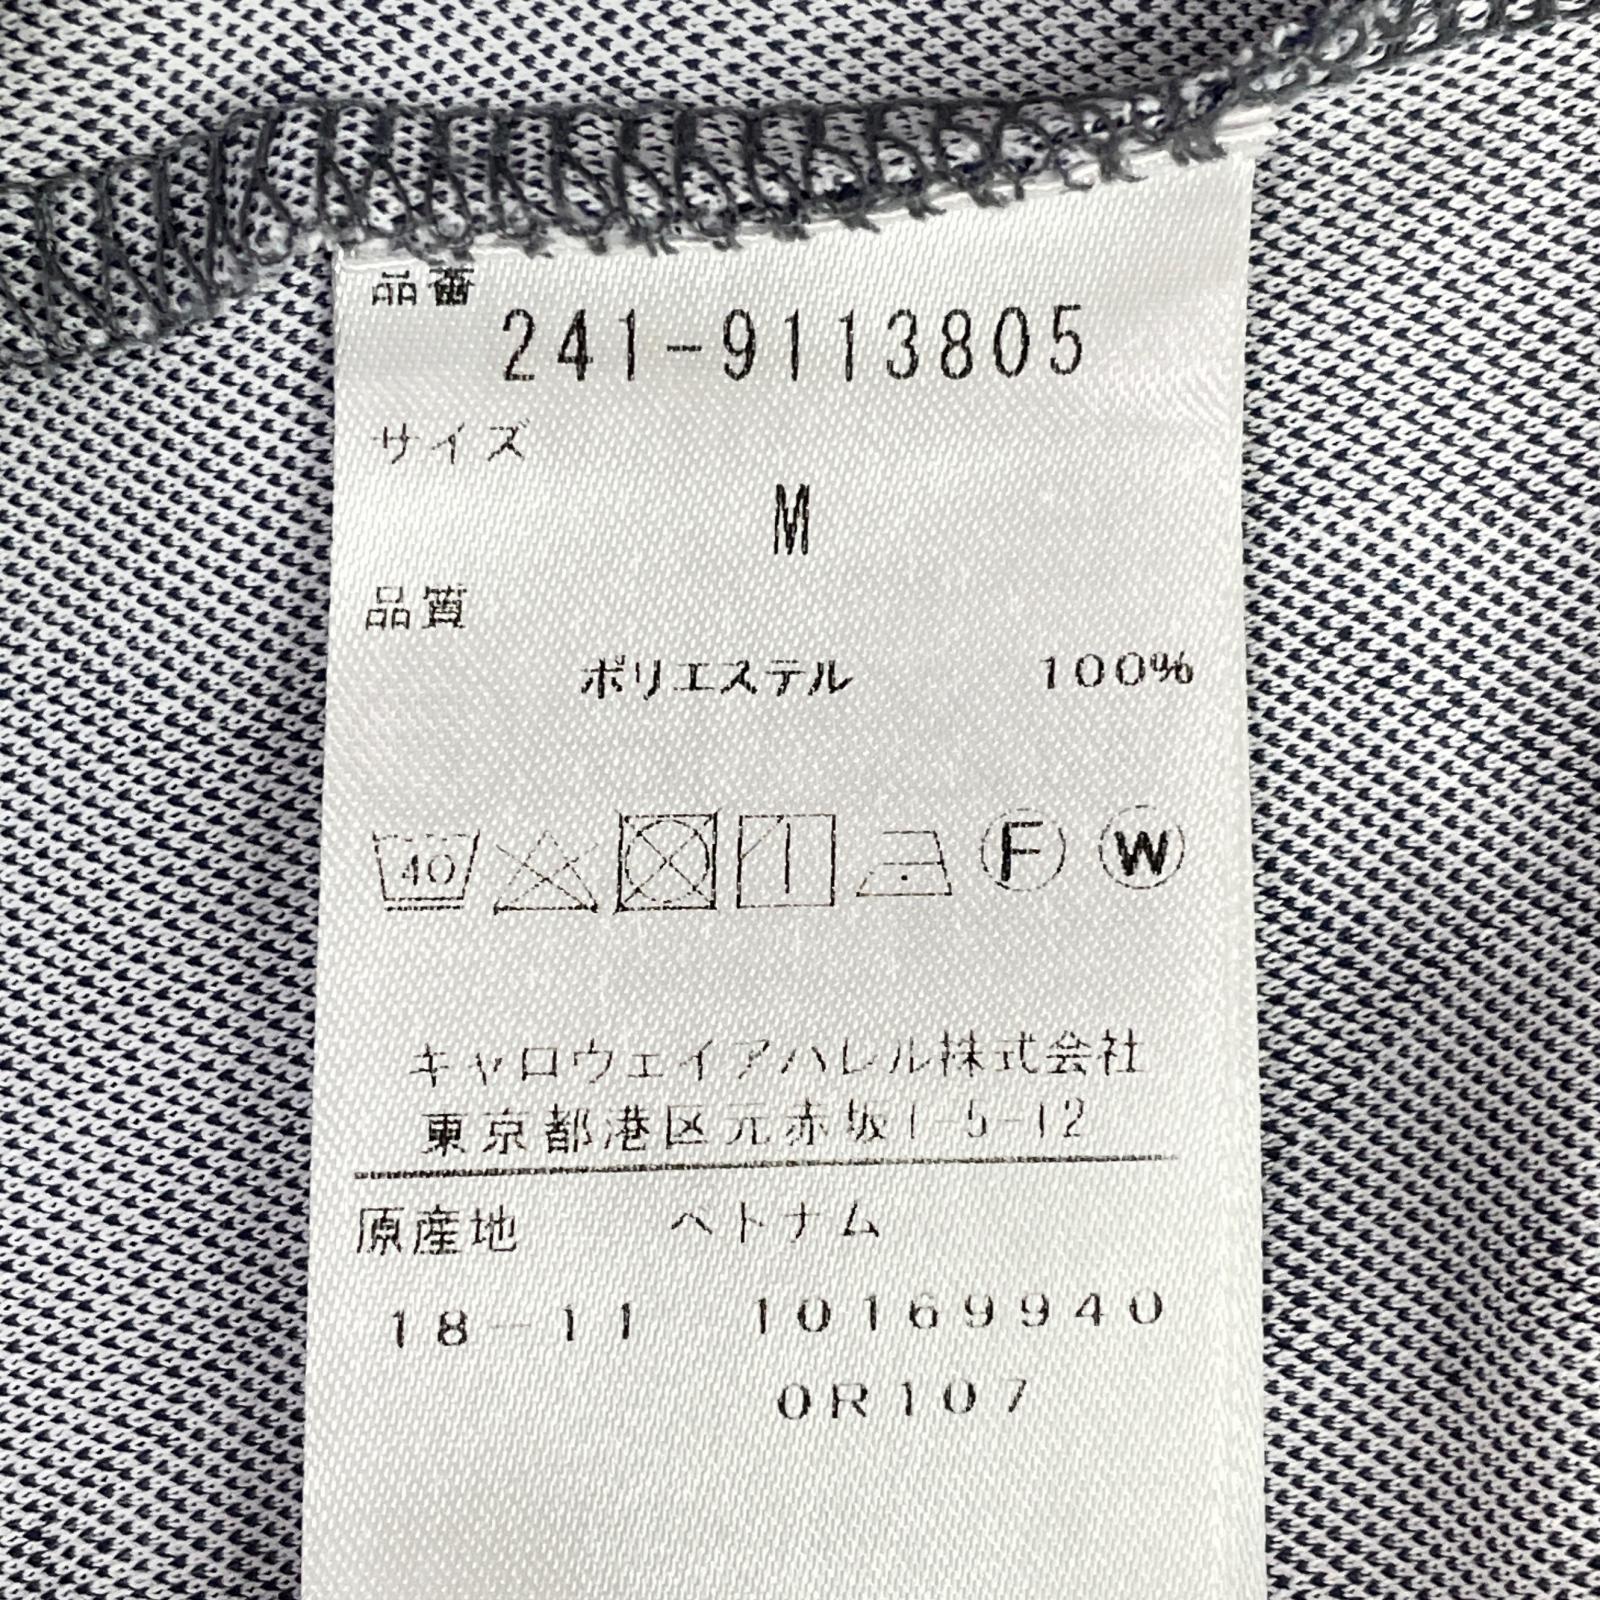 品番
241-9113805
サイズ
M
品質
ポリエステル 100%
40 F W
キャロウェイアパレル株式会社
東京都港区元赤坂1-5-12
原産地 ベトナム
18-11 10169940
0R107